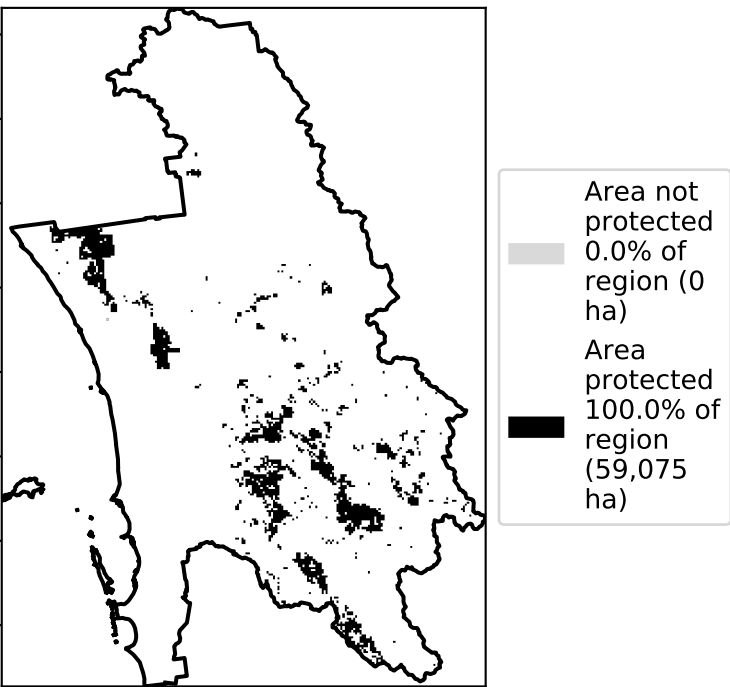 Area not
protected
0.0% of
region (0
ha)
Area
protected
100.0% of
region
(59,075
ha)